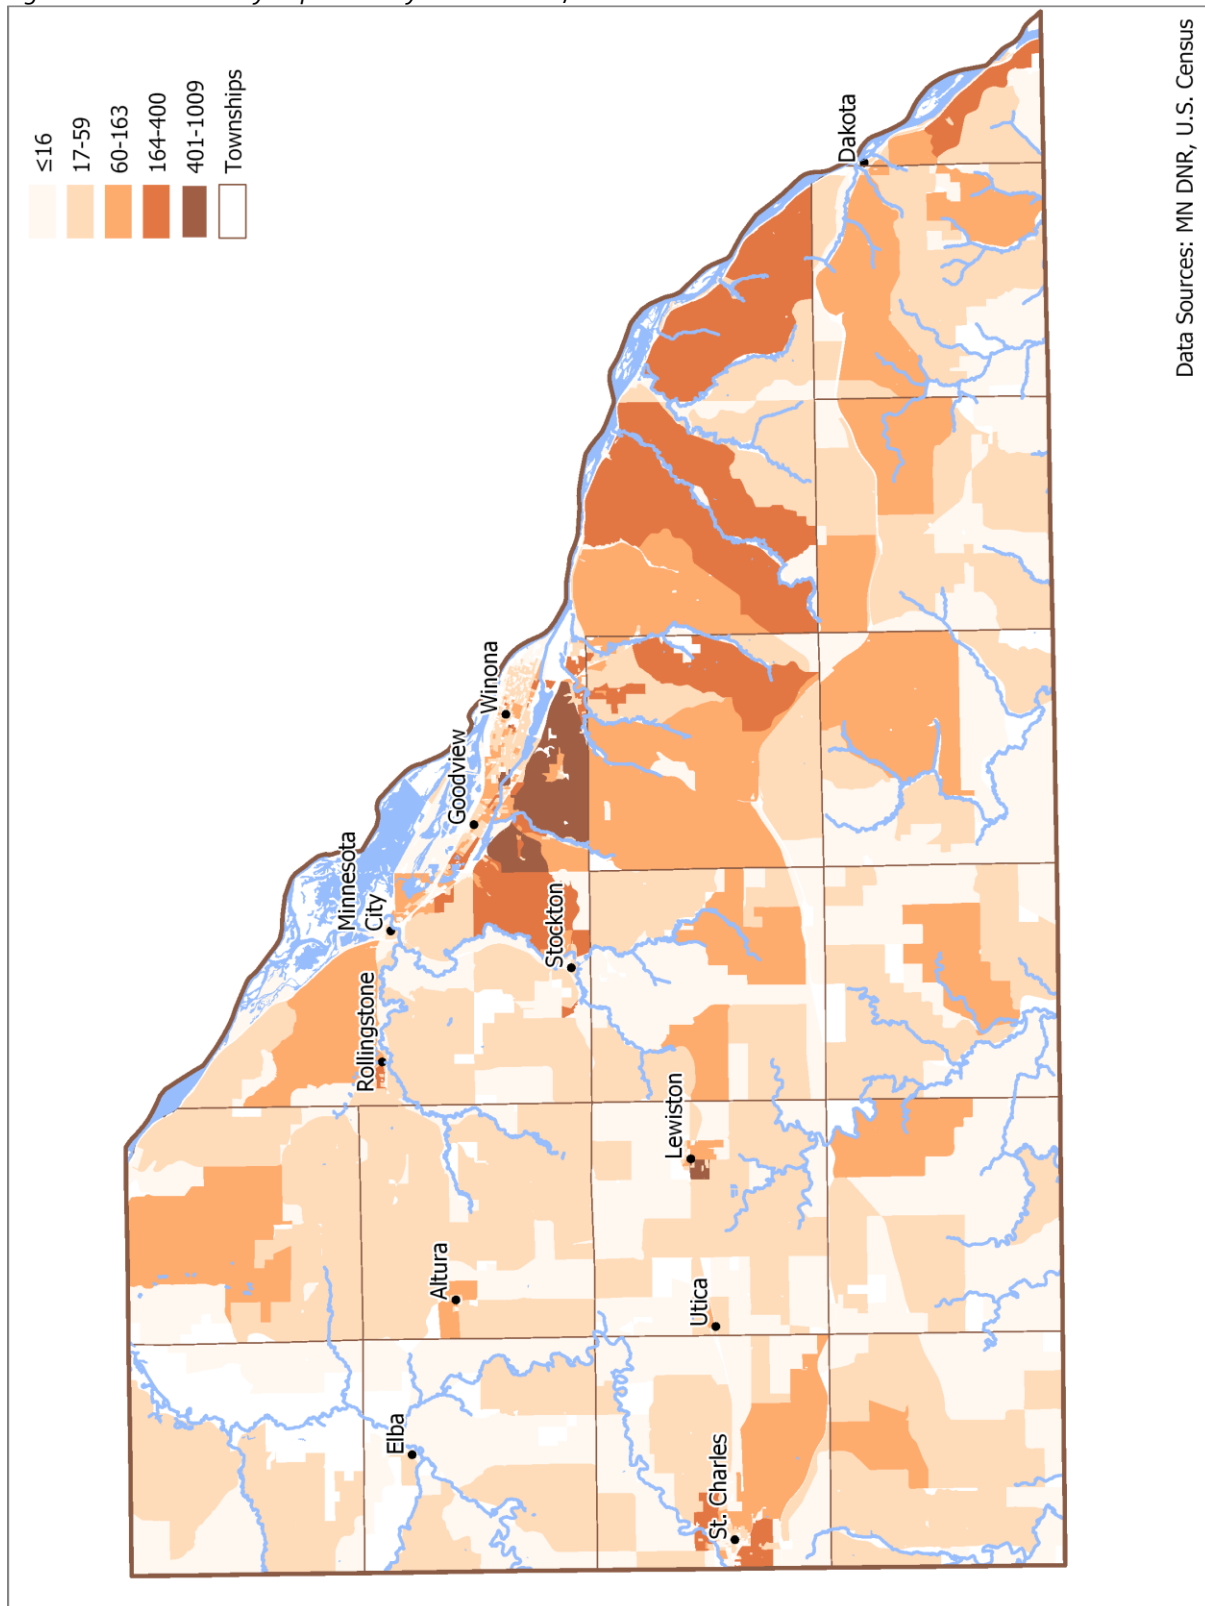 ≤16
17-59
60-163
164-400
401-1009
Townships
Dakota
Winona
Goodview
Minnesota
City
Stockton
Rollingstone
Lewiston
Altura
Utica
Elba
St. Charles
Data Sources: MN DNR, U.S. Census